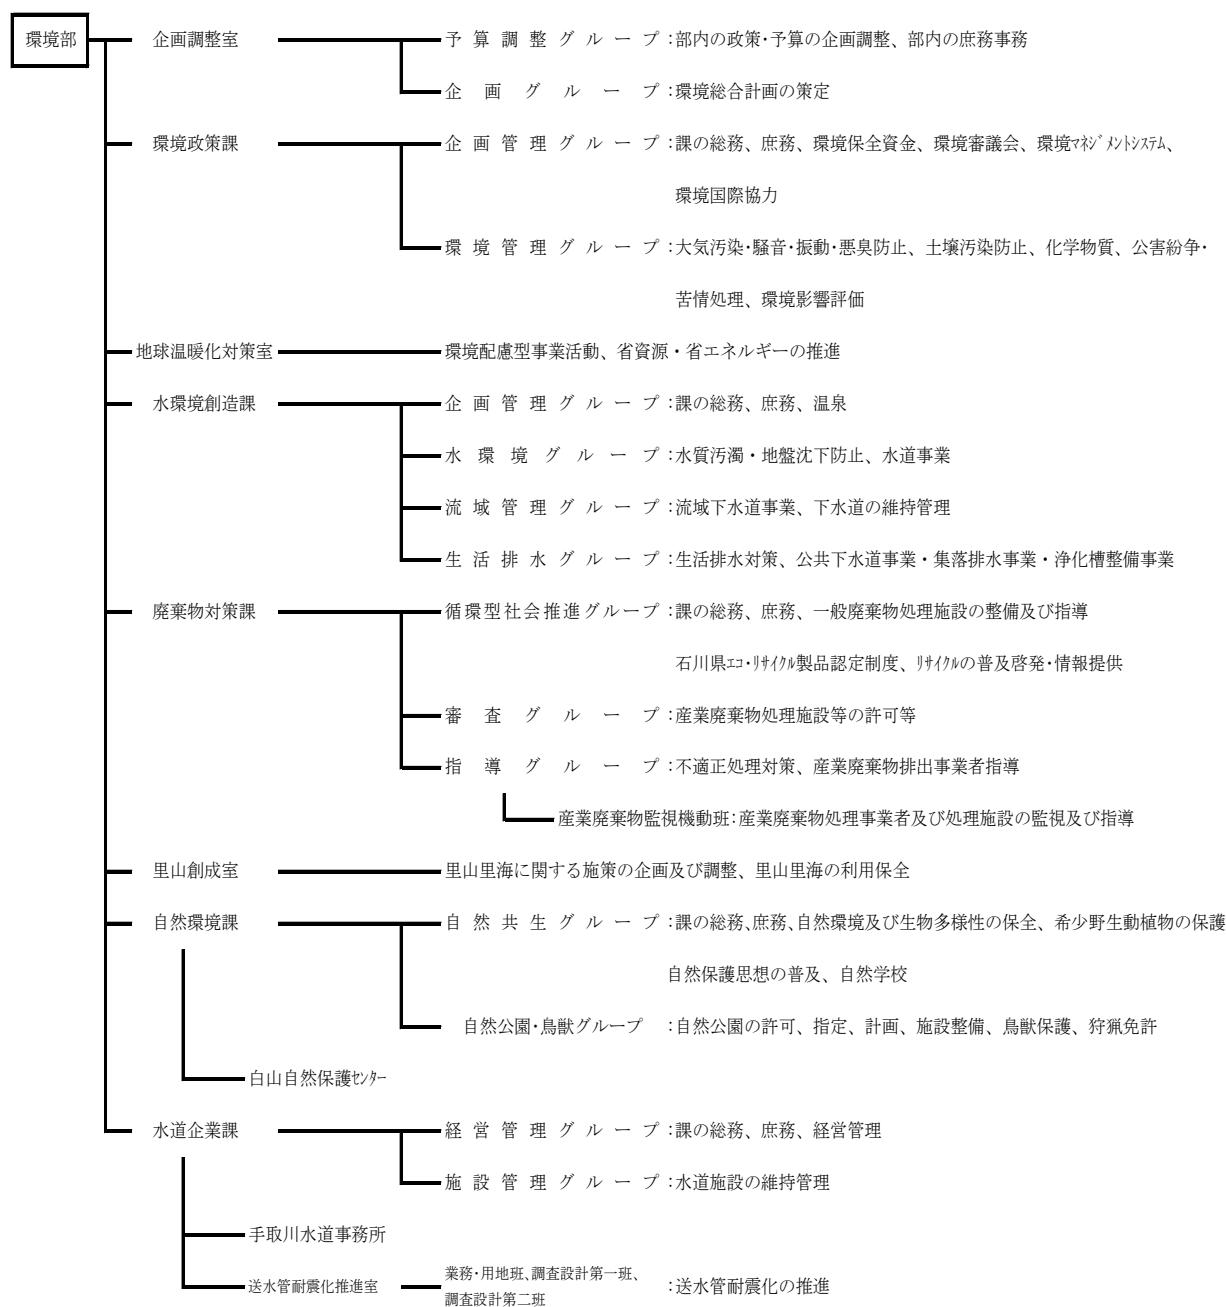 環境部 企画調整室 予算調整グループ:部内の政策・予算の企画調整、部内の庶務事務
企画グループ:環境総合計画の策定
環境政策課 企画管理グループ:課の総務、庶務、環境保全資金、環境審議会、環境ﾏﾈｼﾞﾒﾝﾄｼｽﾃﾑ、
環境国際協力
環境管理グループ:大気汚染・騒音・振動・悪臭防止、土壌汚染防止、化学物質、公害紛争・
苦情処理、環境影響評価
地球温暖化対策室 環境配慮型事業活動、省資源・省エネルギーの推進
水環境創造課 企画管理グループ:課の総務、庶務、温泉
水環境グループ:水質汚濁・地盤沈下防止、水道事業
流域管理グループ:流域下水道事業、下水道の維持管理
生活排水グループ:生活排水対策、公共下水道事業・集落排水事業・浄化槽整備事業
廃棄物対策課 循環型社会推進グループ:課の総務、庶務、一般廃棄物処理施設の整備及び指導
石川県ｴｺ・ﾘｻｲｸﾙ製品認定制度、ﾘｻｲｸﾙの普及啓発・情報提供
審査グループ:産業廃棄物処理施設等の許可等
指導グループ:不適正処理対策、産業廃棄物排出事業者指導
産業廃棄物監視機動班:産業廃棄物処理事業者及び処理施設の監視及び指導
里山創成室 里山里海に関する施策の企画及び調整、里山里海の利用保全
自然環境課 自然共生グループ:課の総務、庶務、自然環境及び生物多様性の保全、希少野生動植物の保護
自然保護思想の普及、自然学校
自然公園・鳥獣グループ:自然公園の許可、指定、計画、施設整備、鳥獣保護、狩猟免許
白山自然保護ｾﾝﾀｰ
水道企業課 経営管理グループ:課の総務、庶務、経営管理
施設管理グループ:水道施設の維持管理
手取川水道事務所
送水管耐震化推進室 業務・用地班、調査設計第一班、
調査設計第二班 :送水管耐震化の推進